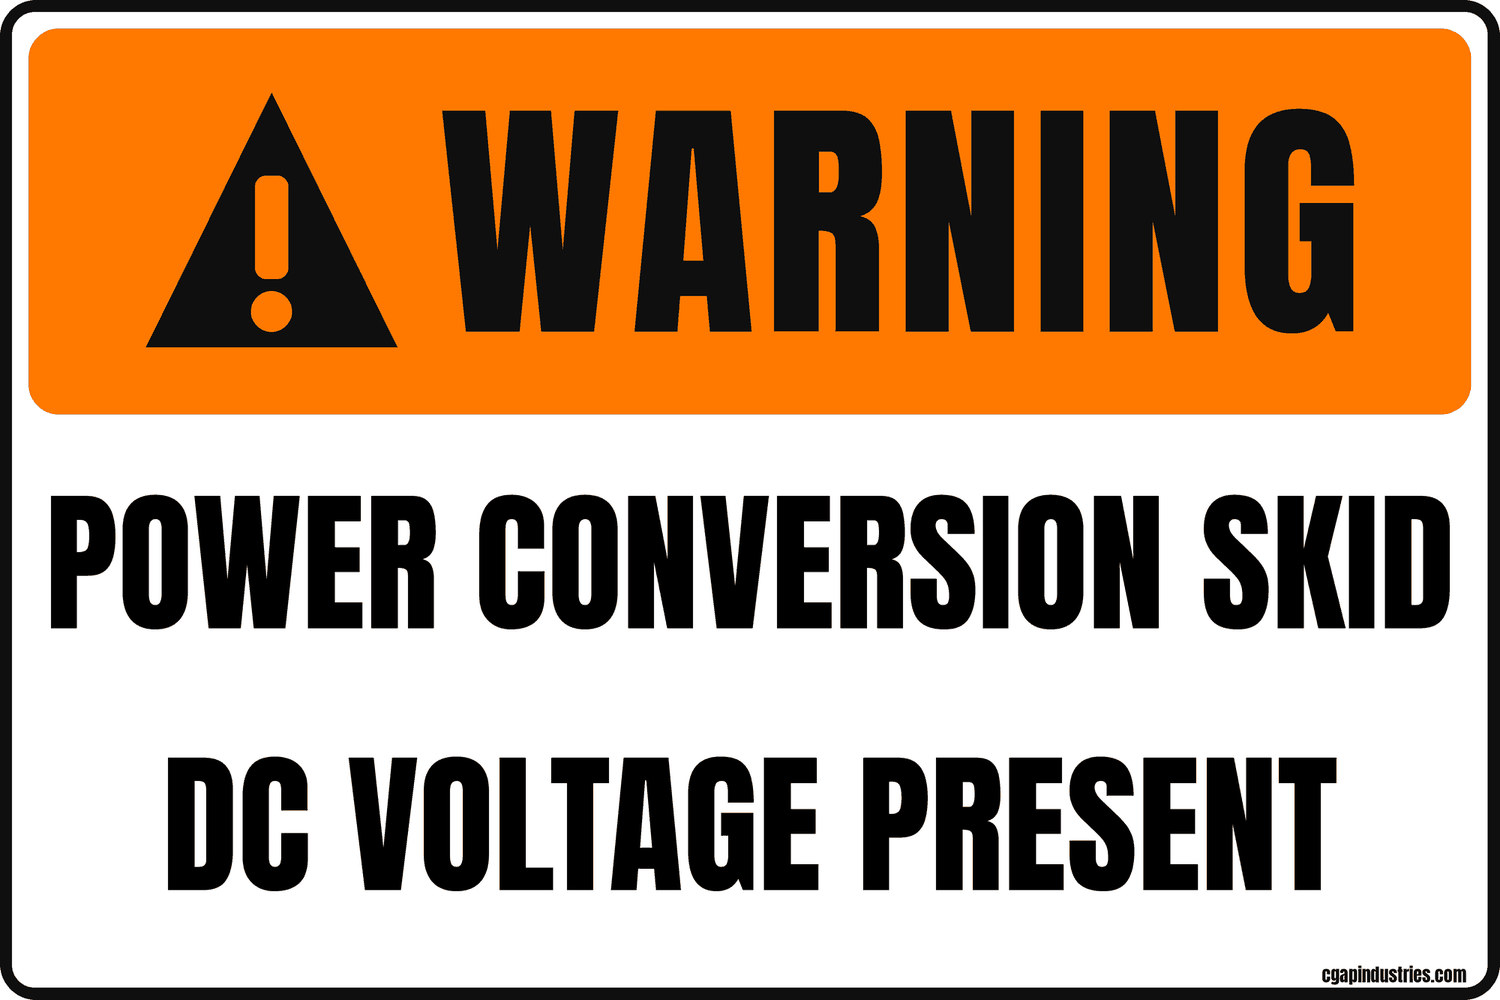 WARNING
POWER CONVERSION SKID
DC VOLTAGE PRESENT
cgapindustries.com